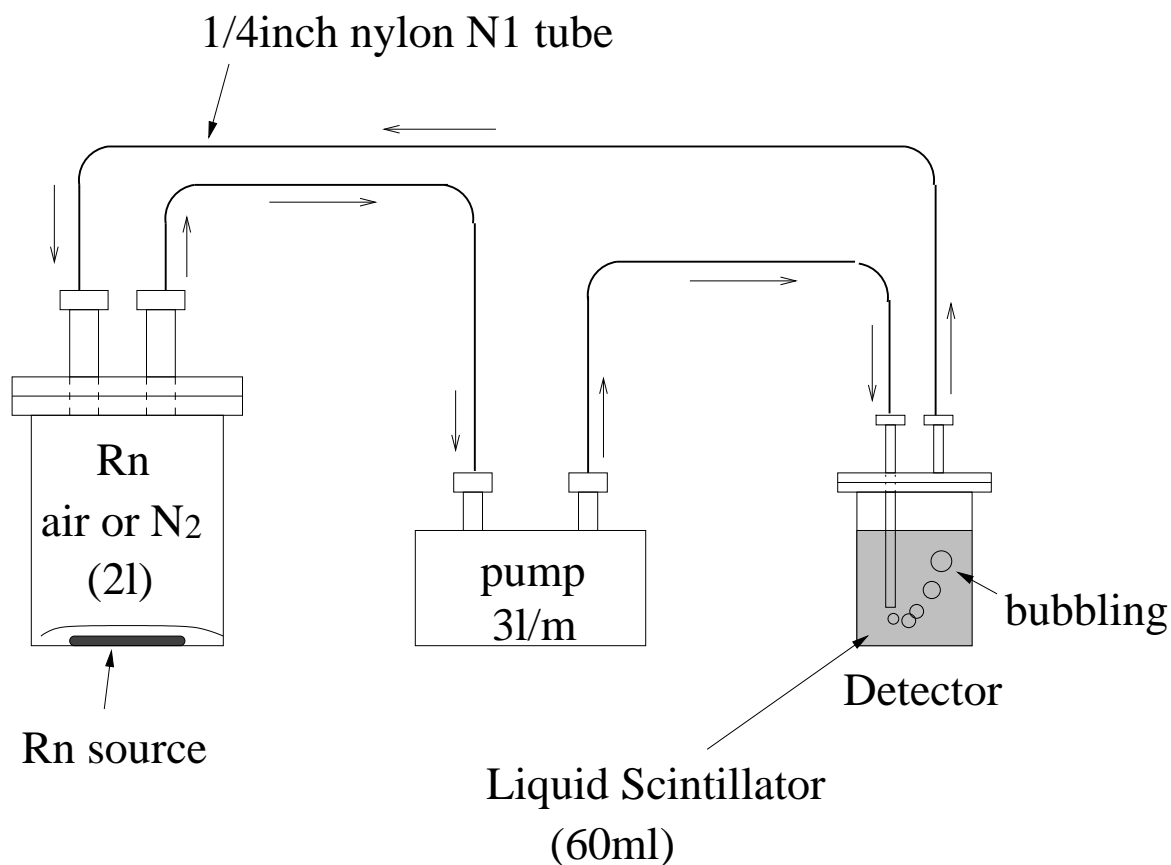 1/4inch nylon N1 tube
Rn
air or N2
(2l)
pump
3l/m
bubbling
Detector
Rn source
Liquid Scintillator
(60ml)